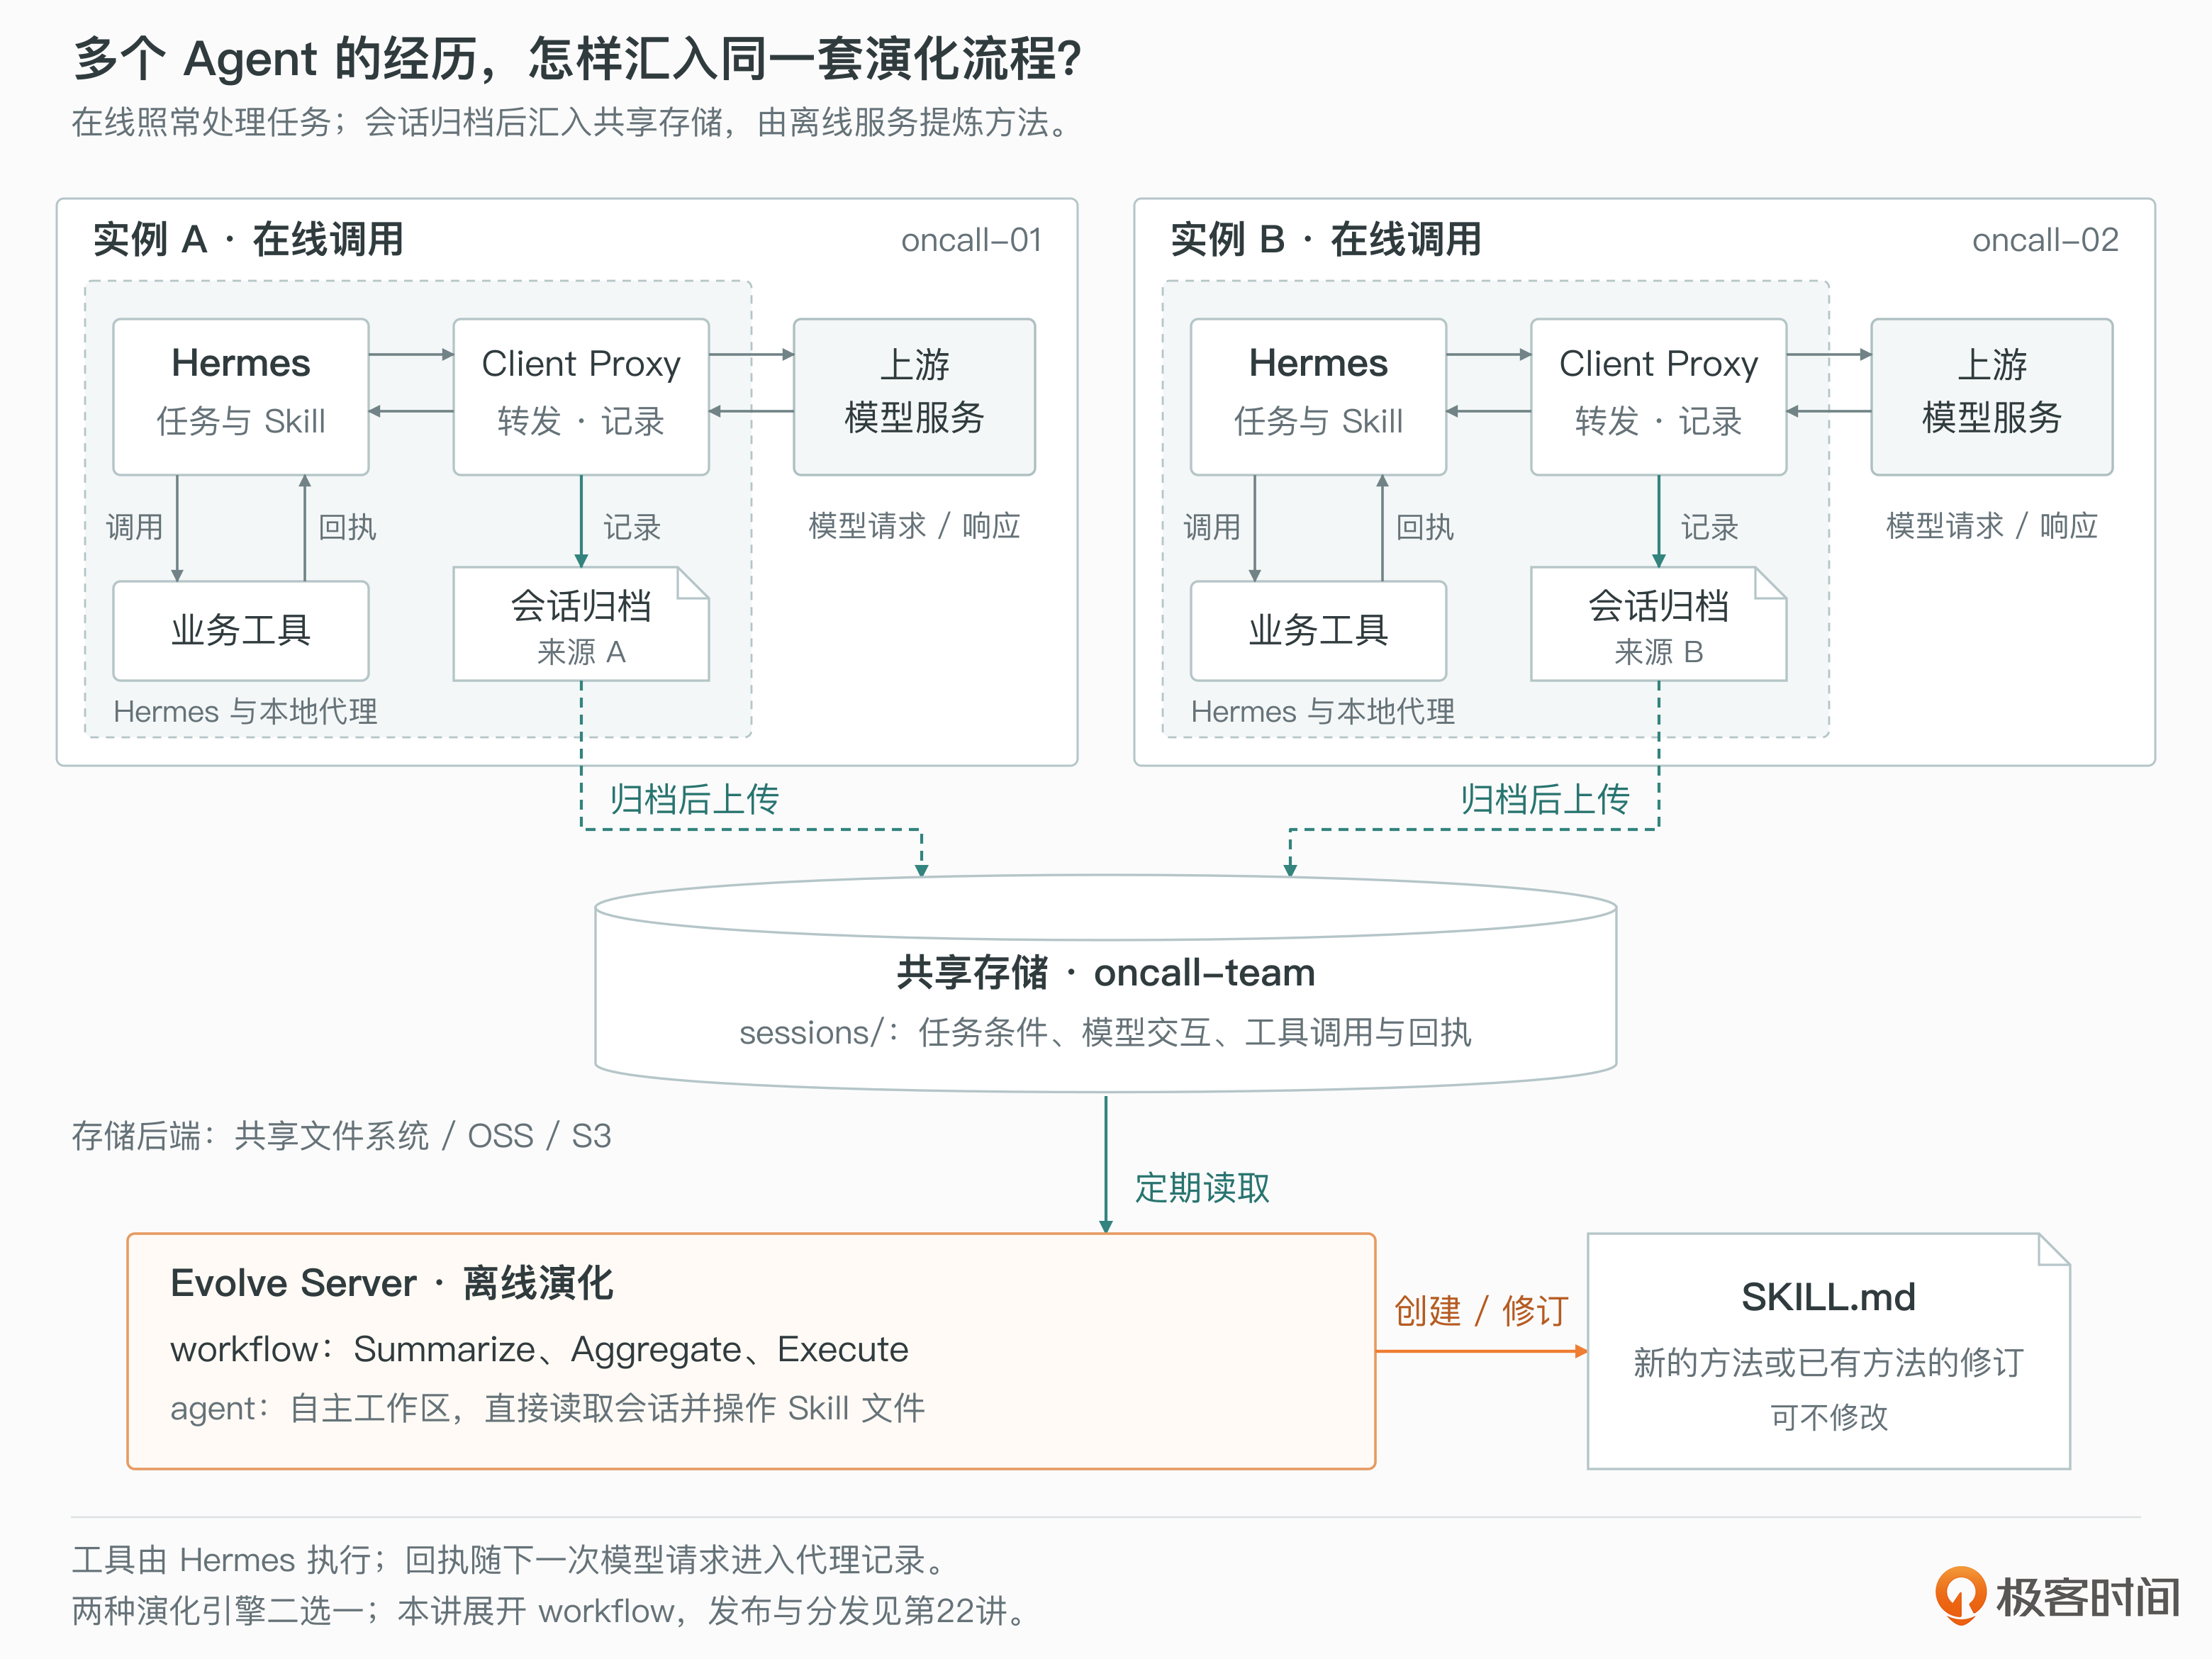 多个 Agent 的经历，怎样汇入同一套演化流程？
在线照常处理任务；会话归档后汇入共享存储，由离线服务提炼方法。
实例 A · 在线调用
oncall-01
Hermes
任务与 Skill
Client Proxy
转发 · 记录
上游
模型服务
调用
回执
记录
模型请求 / 响应
业务工具
会话归档
来源 A
Hermes 与本地代理
实例 B · 在线调用
oncall-02
Hermes
任务与 Skill
Client Proxy
转发 · 记录
上游
模型服务
调用
回执
记录
模型请求 / 响应
业务工具
会话归档
来源 B
Hermes 与本地代理
归档后上传
归档后上传
共享存储 · oncall-team
sessions/：任务条件、模型交互、工具调用与回执
存储后端：共享文件系统 / OSS / S3
定期读取
Evolve Server · 离线演化
workflow：Summarize、Aggregate、Execute
agent：自主工作区，直接读取会话并操作 Skill 文件
创建 / 修订
SKILL.md
新的方法或已有方法的修订
可不修改
工具由 Hermes 执行；回执随下一次模型请求进入代理记录。
两种演化引擎二选一；本讲展开 workflow，发布与分发见第22讲。
极客时间